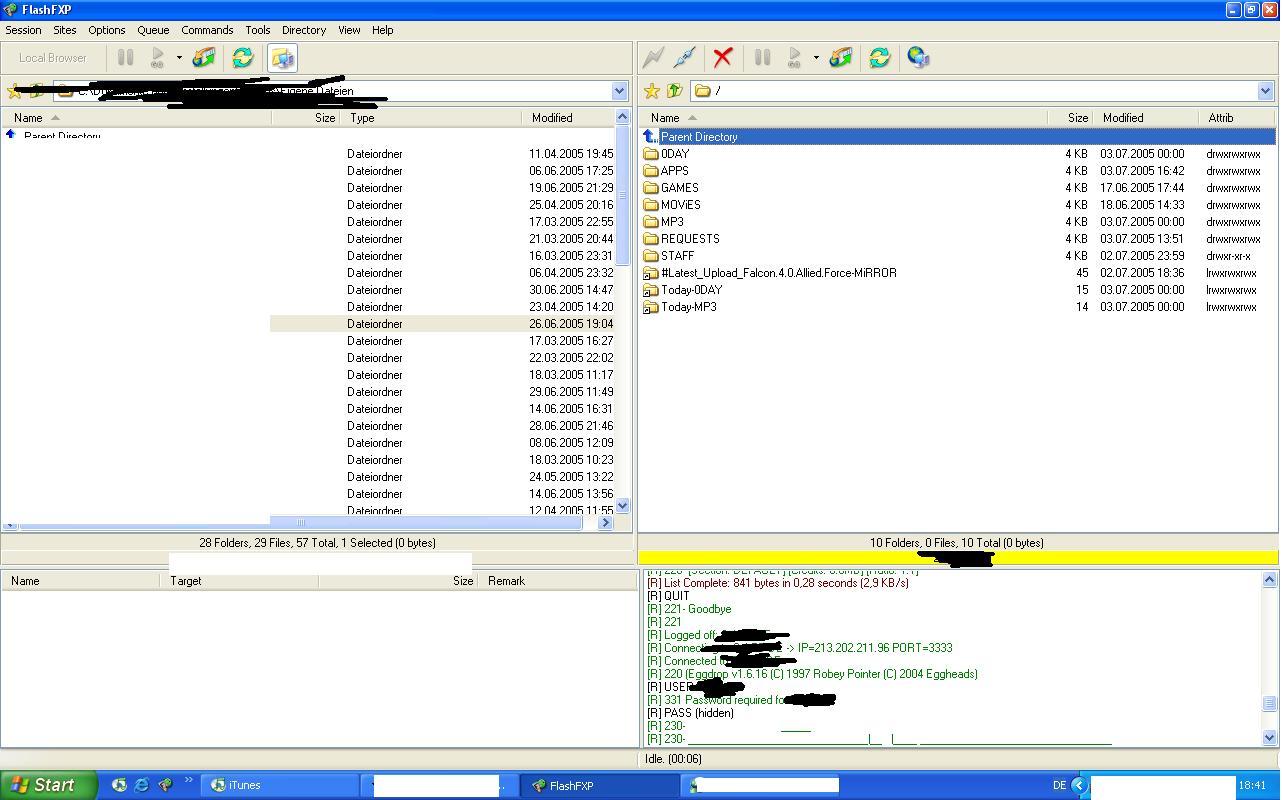 FlashFXP
Session Sites Options Queue Commands Tools Directory View Help
Local Browser
GO
GO
Eigene Dateien
/
Name Size Type Modified
Parent Directory
Dateiordner 11.04.2005 19:45
Dateiordner 06.06.2005 17:25
Dateiordner 19.06.2005 21:29
Dateiordner 25.04.2005 20:16
Dateiordner 17.03.2005 22:55
Dateiordner 21.03.2005 20:44
Dateiordner 16.03.2005 23:31
Dateiordner 06.04.2005 23:32
Dateiordner 30.06.2005 14:47
Dateiordner 23.04.2005 14:20
Dateiordner 26.06.2005 19:04
Dateiordner 17.03.2005 16:27
Dateiordner 22.03.2005 22:02
Dateiordner 18.03.2005 11:17
Dateiordner 29.06.2005 11:49
Dateiordner 14.06.2005 16:31
Dateiordner 28.06.2005 21:46
Dateiordner 08.06.2005 12:09
Dateiordner 18.03.2005 10:23
Dateiordner 24.05.2005 13:22
Dateiordner 14.06.2005 13:56
Dateiordner 12.04.2005 11:55
28 Folders, 29 Files, 57 Total, 1 Selected (0 bytes)
Name Size Modified Attrib
Parent Directory
0DAY 4 KB 03.07.2005 00:00 drwxrwxrwx
APPS 4 KB 03.07.2005 16:42 drwxrwxrwx
GAMES 4 KB 17.06.2005 17:44 drwxrwxrwx
MOViES 4 KB 18.06.2005 14:33 drwxrwxrwx
MP3 4 KB 03.07.2005 00:00 drwxrwxrwx
REQUESTS 4 KB 03.07.2005 13:51 drwxrwxrwx
STAFF 4 KB 02.07.2005 23:59 drwxr-xr-x
#Latest_Upload_Falcon.4.0.Allied.Force-MiRROR 45 02.07.2005 18:36 lrwxrwxrwx
Today-0DAY 15 03.07.2005 00:00 lrwxrwxrwx
Today-MP3 14 03.07.2005 00:00 lrwxrwxrwx
10 Folders, 0 Files, 10 Total (0 bytes)
Name Target Size Remark
[R] List Complete: 841 bytes in 0,28 seconds (2,9 KB/s)
[R] QUIT
[R] 221- Goodbye
[R] 221
[R] Logged off:
[R] Connecting -> IP=213.202.211.96 PORT=3333
[R] Connected
[R] 220 (Eggdrop v1.6.16 (C) 1997 Robey Pointer (C) 2004 Eggheads)
[R] USER
[R] 331 Password required for
[R] PASS (hidden)
[R] 230-
[R] 230-
Idle. (00:06)
Start
iTunes
FlashFXP
DE
18:41